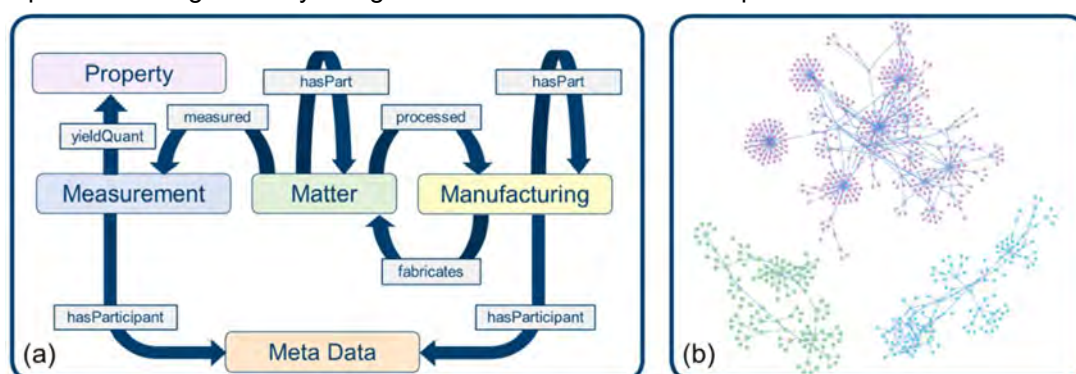 Property
hasPart
hasPart
yieldQuant
measured
processed
Measurement
Matter
Manufacturing
fabricates
hasParticipant
hasParticipant
(a)
Meta Data
(b)